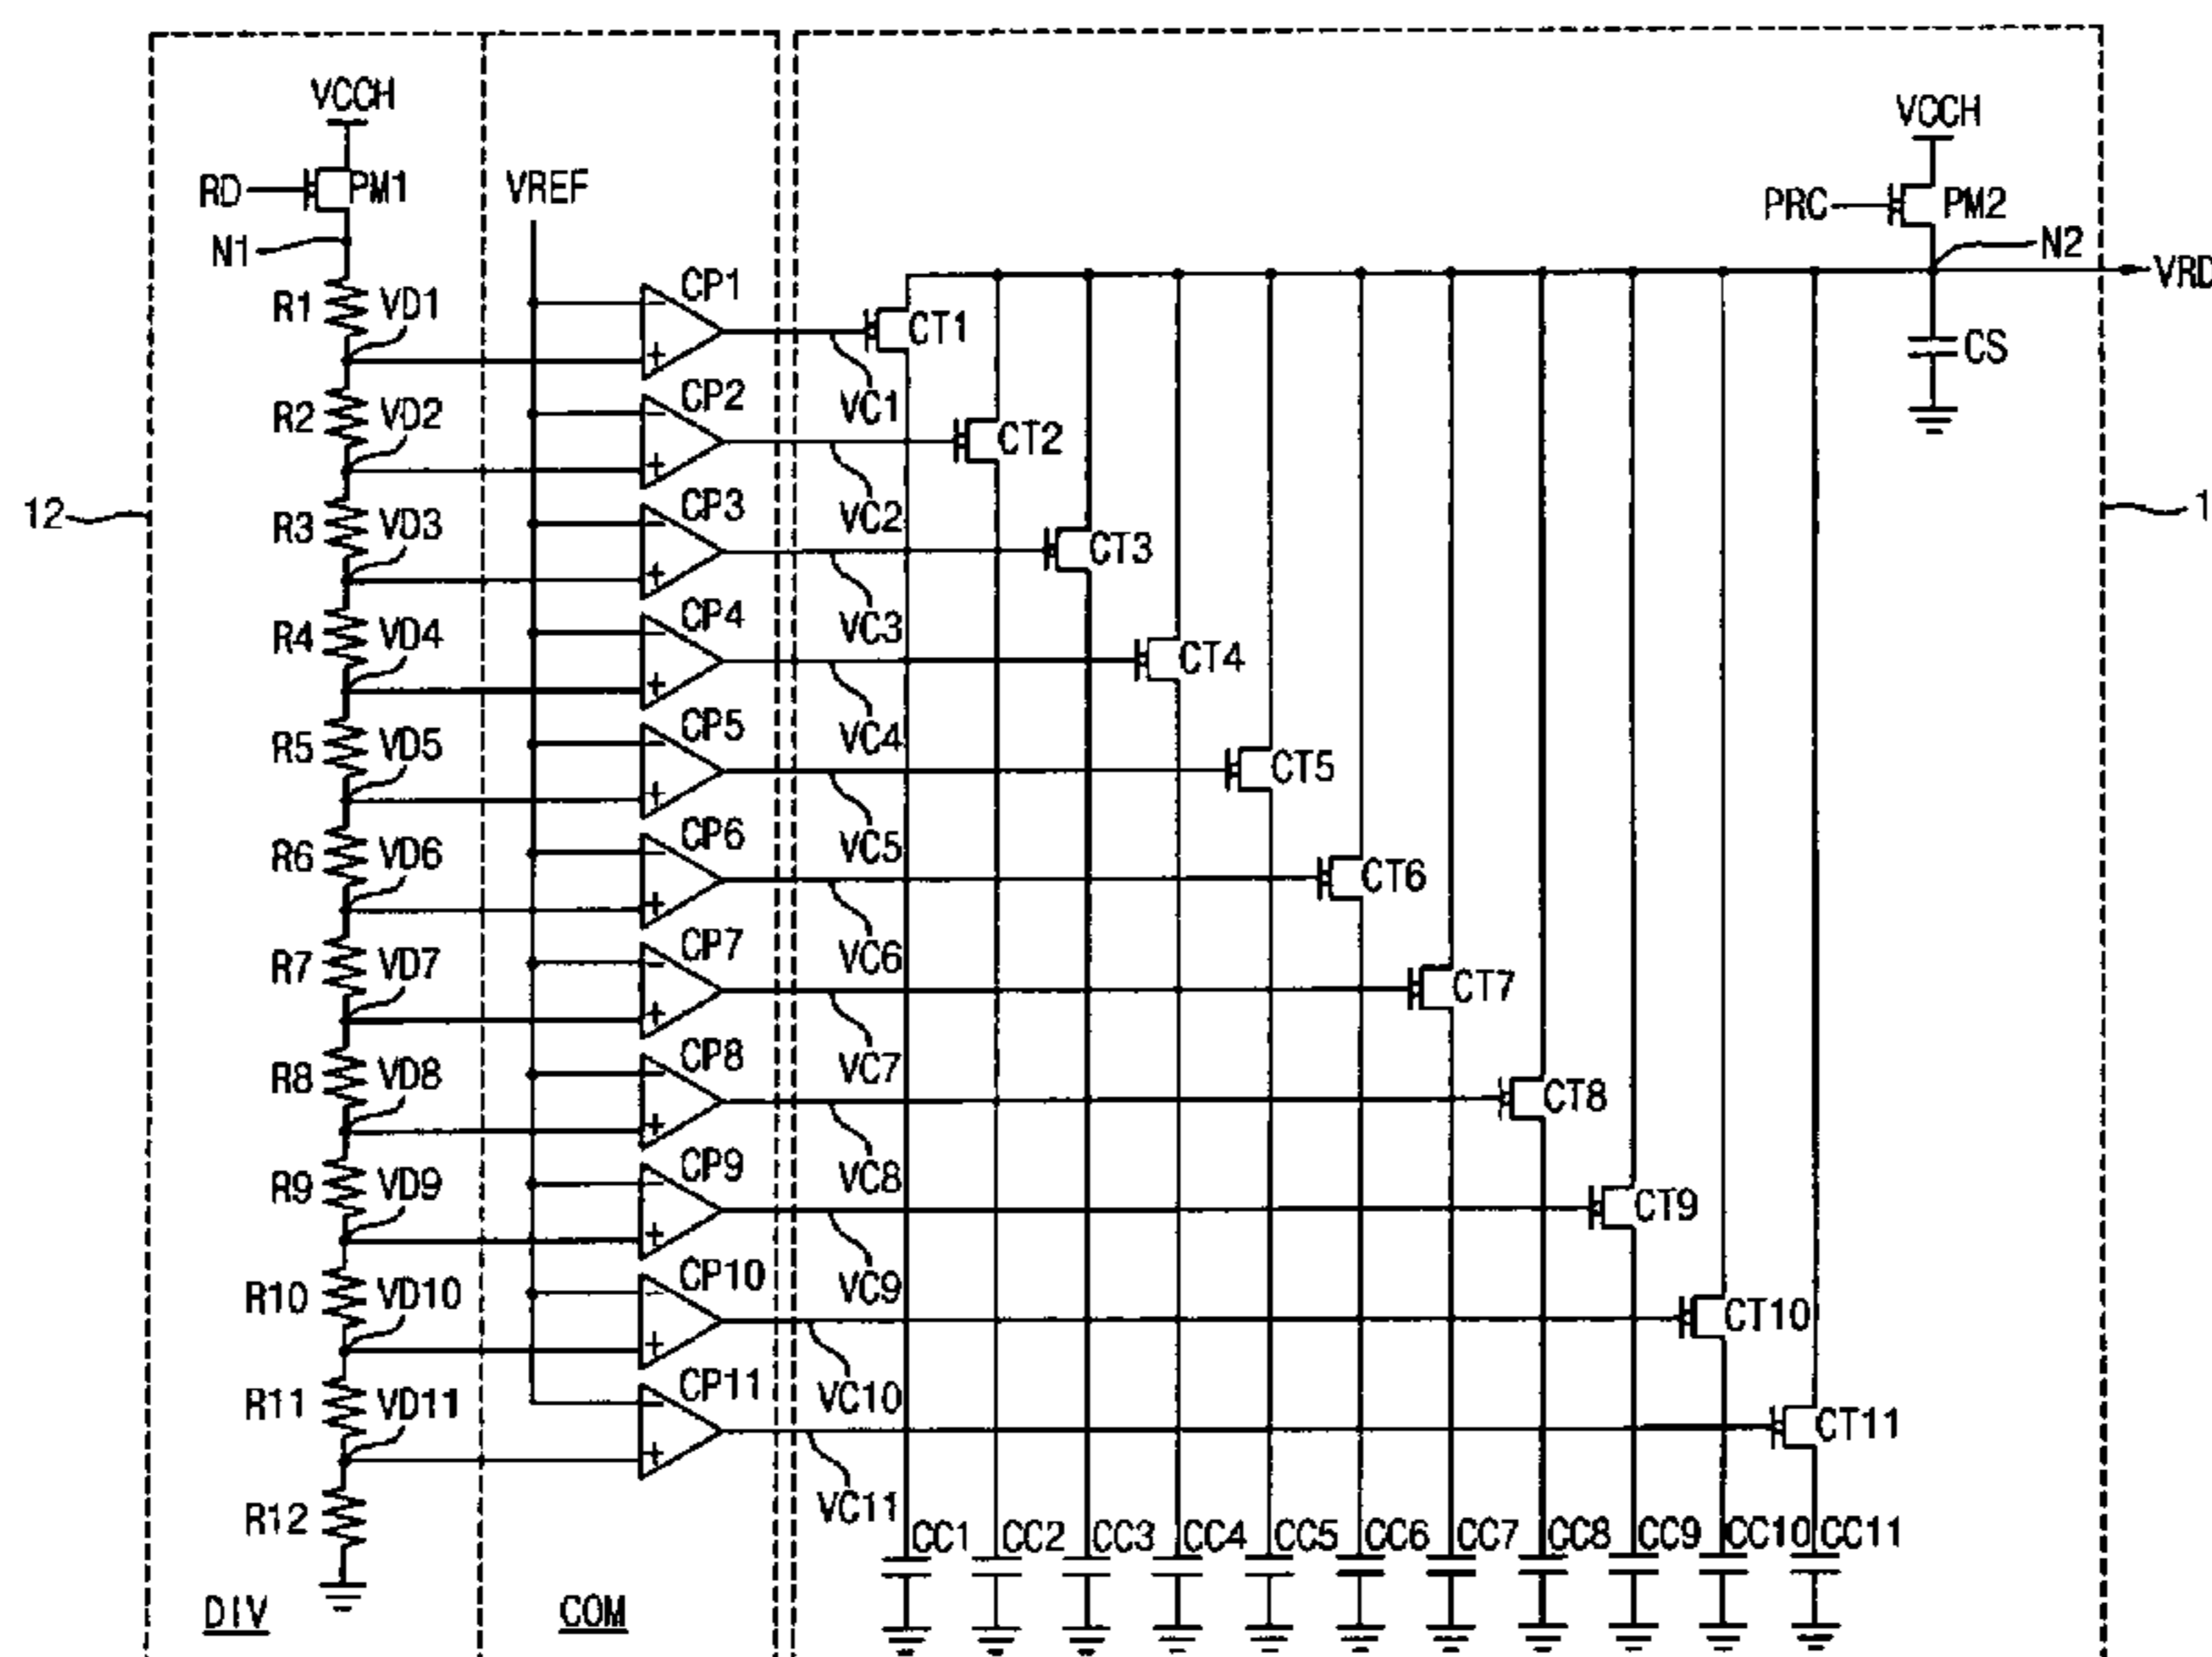 VCCH
VCCH
RD
PM1
VREF
PRC
PM2
N1
N2
VRD
R1
VD1
CP1
CT1
CS
VC1
R2
VD2
CP2
CT2
VC2
12
1
R3
VD3
CP3
CT3
VC3
R4
VD4
CP4
CT4
VC4
R5
VD5
CP5
CT5
VC5
R6
VD6
CP6
CT6
VC6
R7
VD7
CP7
CT7
VC7
R8
VD8
CP8
CT8
VC8
R9
VD9
CP9
CT9
VC9
R10
VD10
CP10
CT10
VC10
R11
VD11
CP11
CT11
VC11
R12
CC1 CC2 CC3 CC4 CC5 CC6 CC7 CC8 CC9 CC10 CC11
DIV
COM